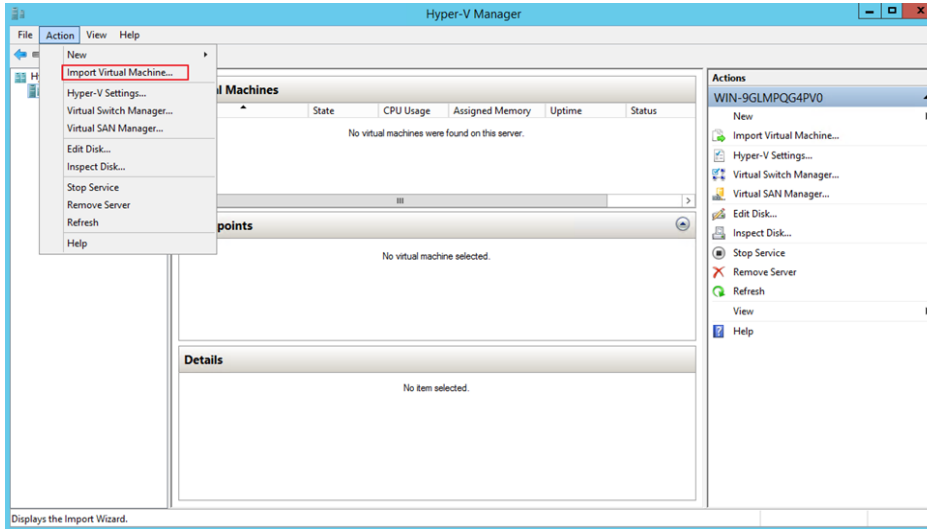 Hyper-V Manager
File Action View Help
New
Import Virtual Machine...
Hyper-V Settings...
Virtual Switch Manager...
Virtual SAN Manager...
Edit Disk...
Inspect Disk...
Stop Service
Remove Server
Refresh
Help
l Machines
State CPU Usage Assigned Memory Uptime Status
No virtual machines were found on this server.
points
No virtual machine selected.
Details
No item selected.
Actions
WIN-9GLMPQG4PV0
New
Import Virtual Machine...
Hyper-V Settings...
Virtual Switch Manager...
Virtual SAN Manager...
Edit Disk...
Inspect Disk...
Stop Service
Remove Server
Refresh
View
Help
Displays the Import Wizard.